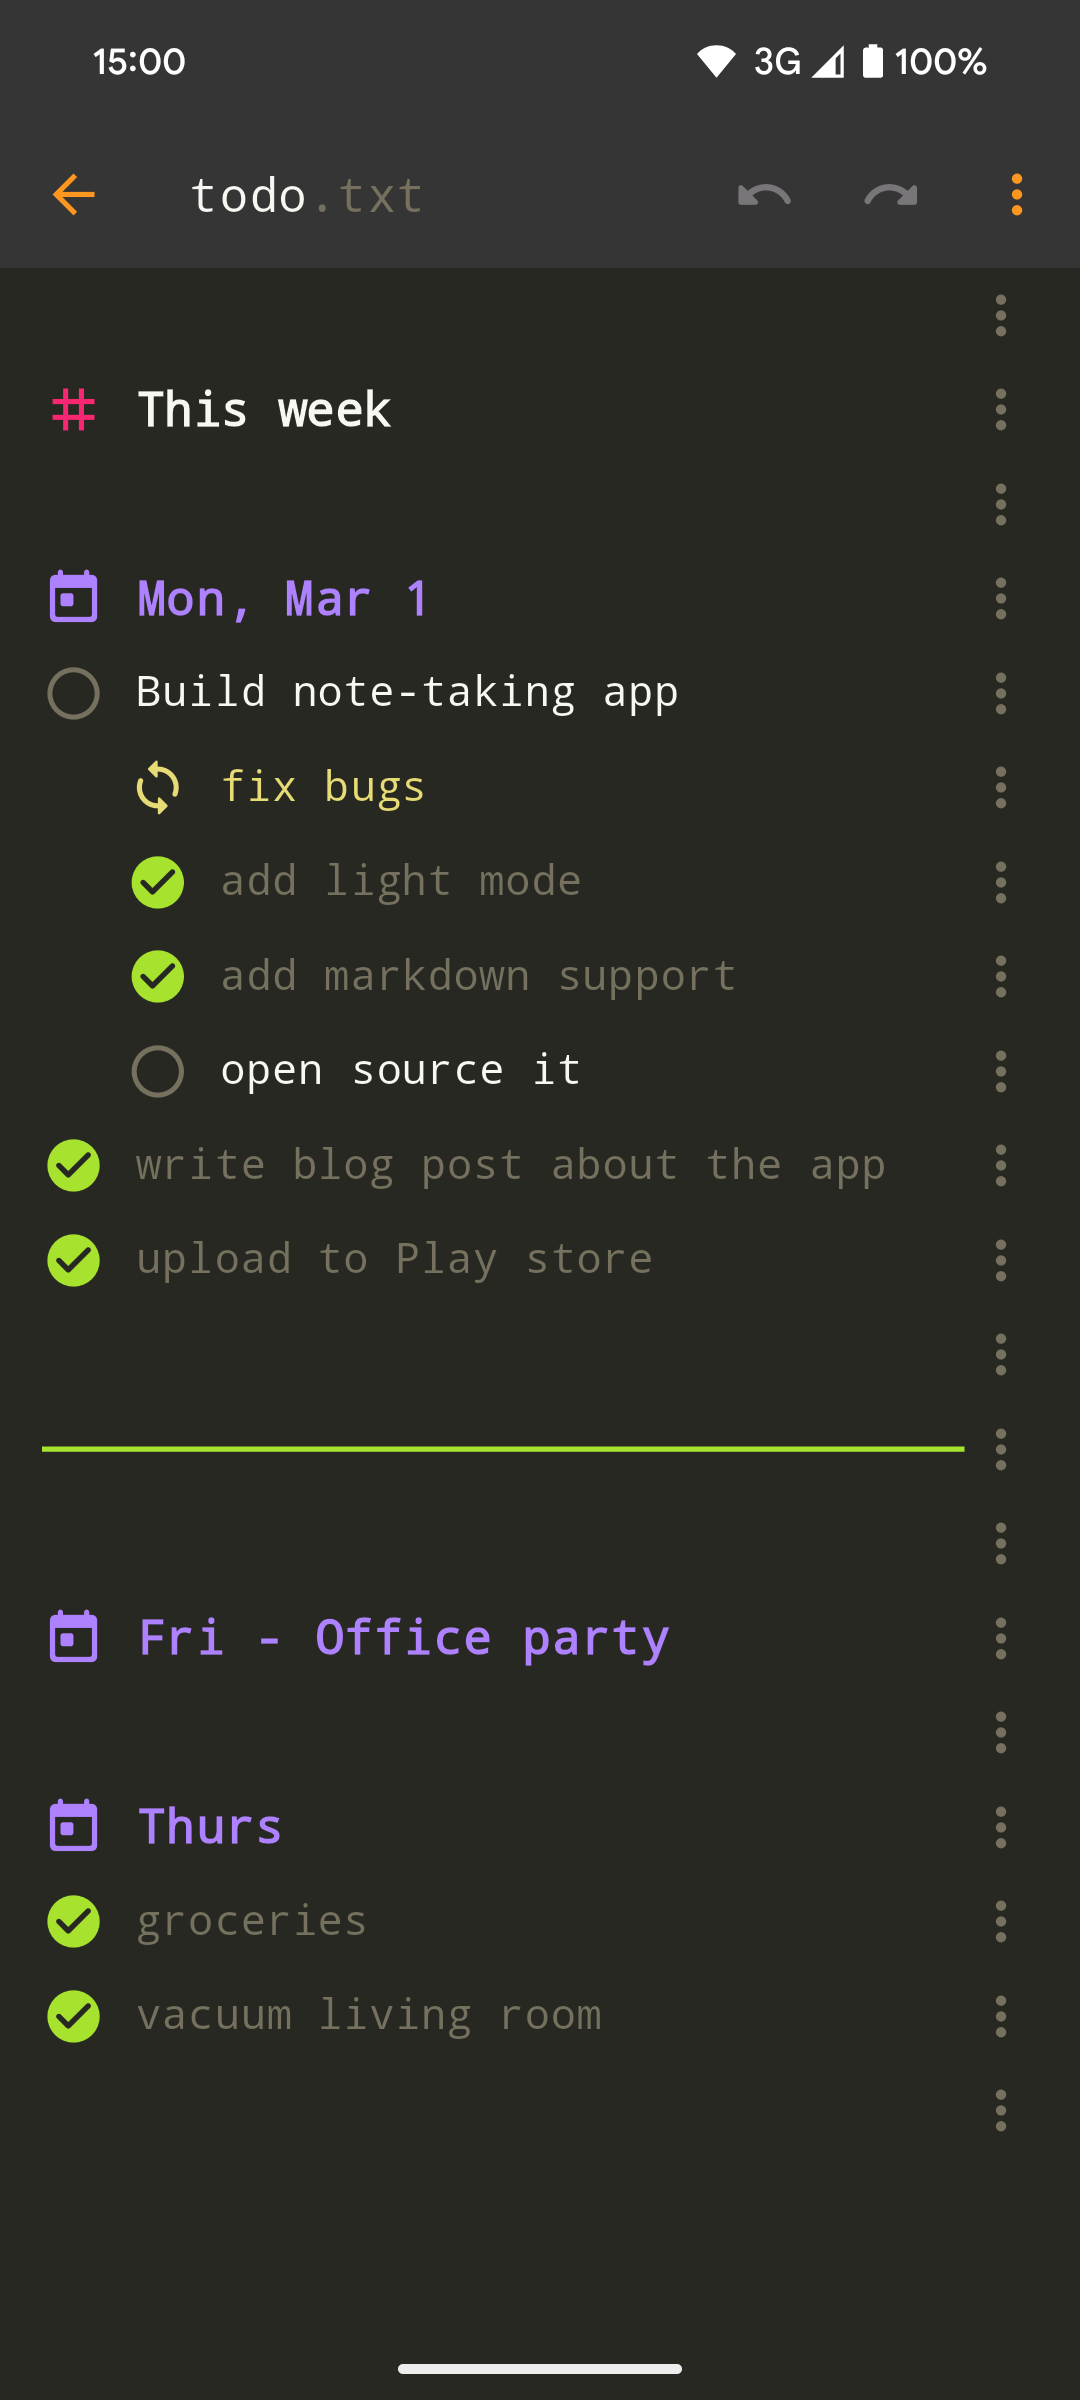 15:00 3G 100%
todo.txt
This week
Mon, Mar 1
Build note-taking app
fix bugs
add light mode
add markdown support
open source it
write blog post about the app
upload to Play store
Fri - Office party
Thurs
groceries
vacuum living room